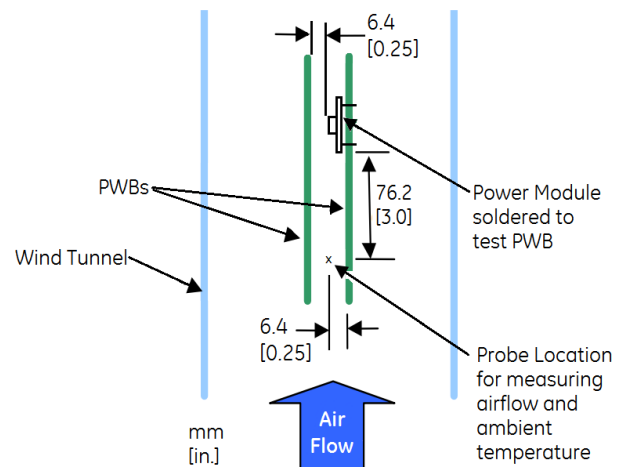 6.4
[0.25]
PWBs
76.2
[3.0]
Power Module
soldered to
test PWB
Wind Tunnel
x
6.4
[0.25]
Probe Location
for measuring
airflow and
ambient
temperature
Air
Flow
mm
[in.]